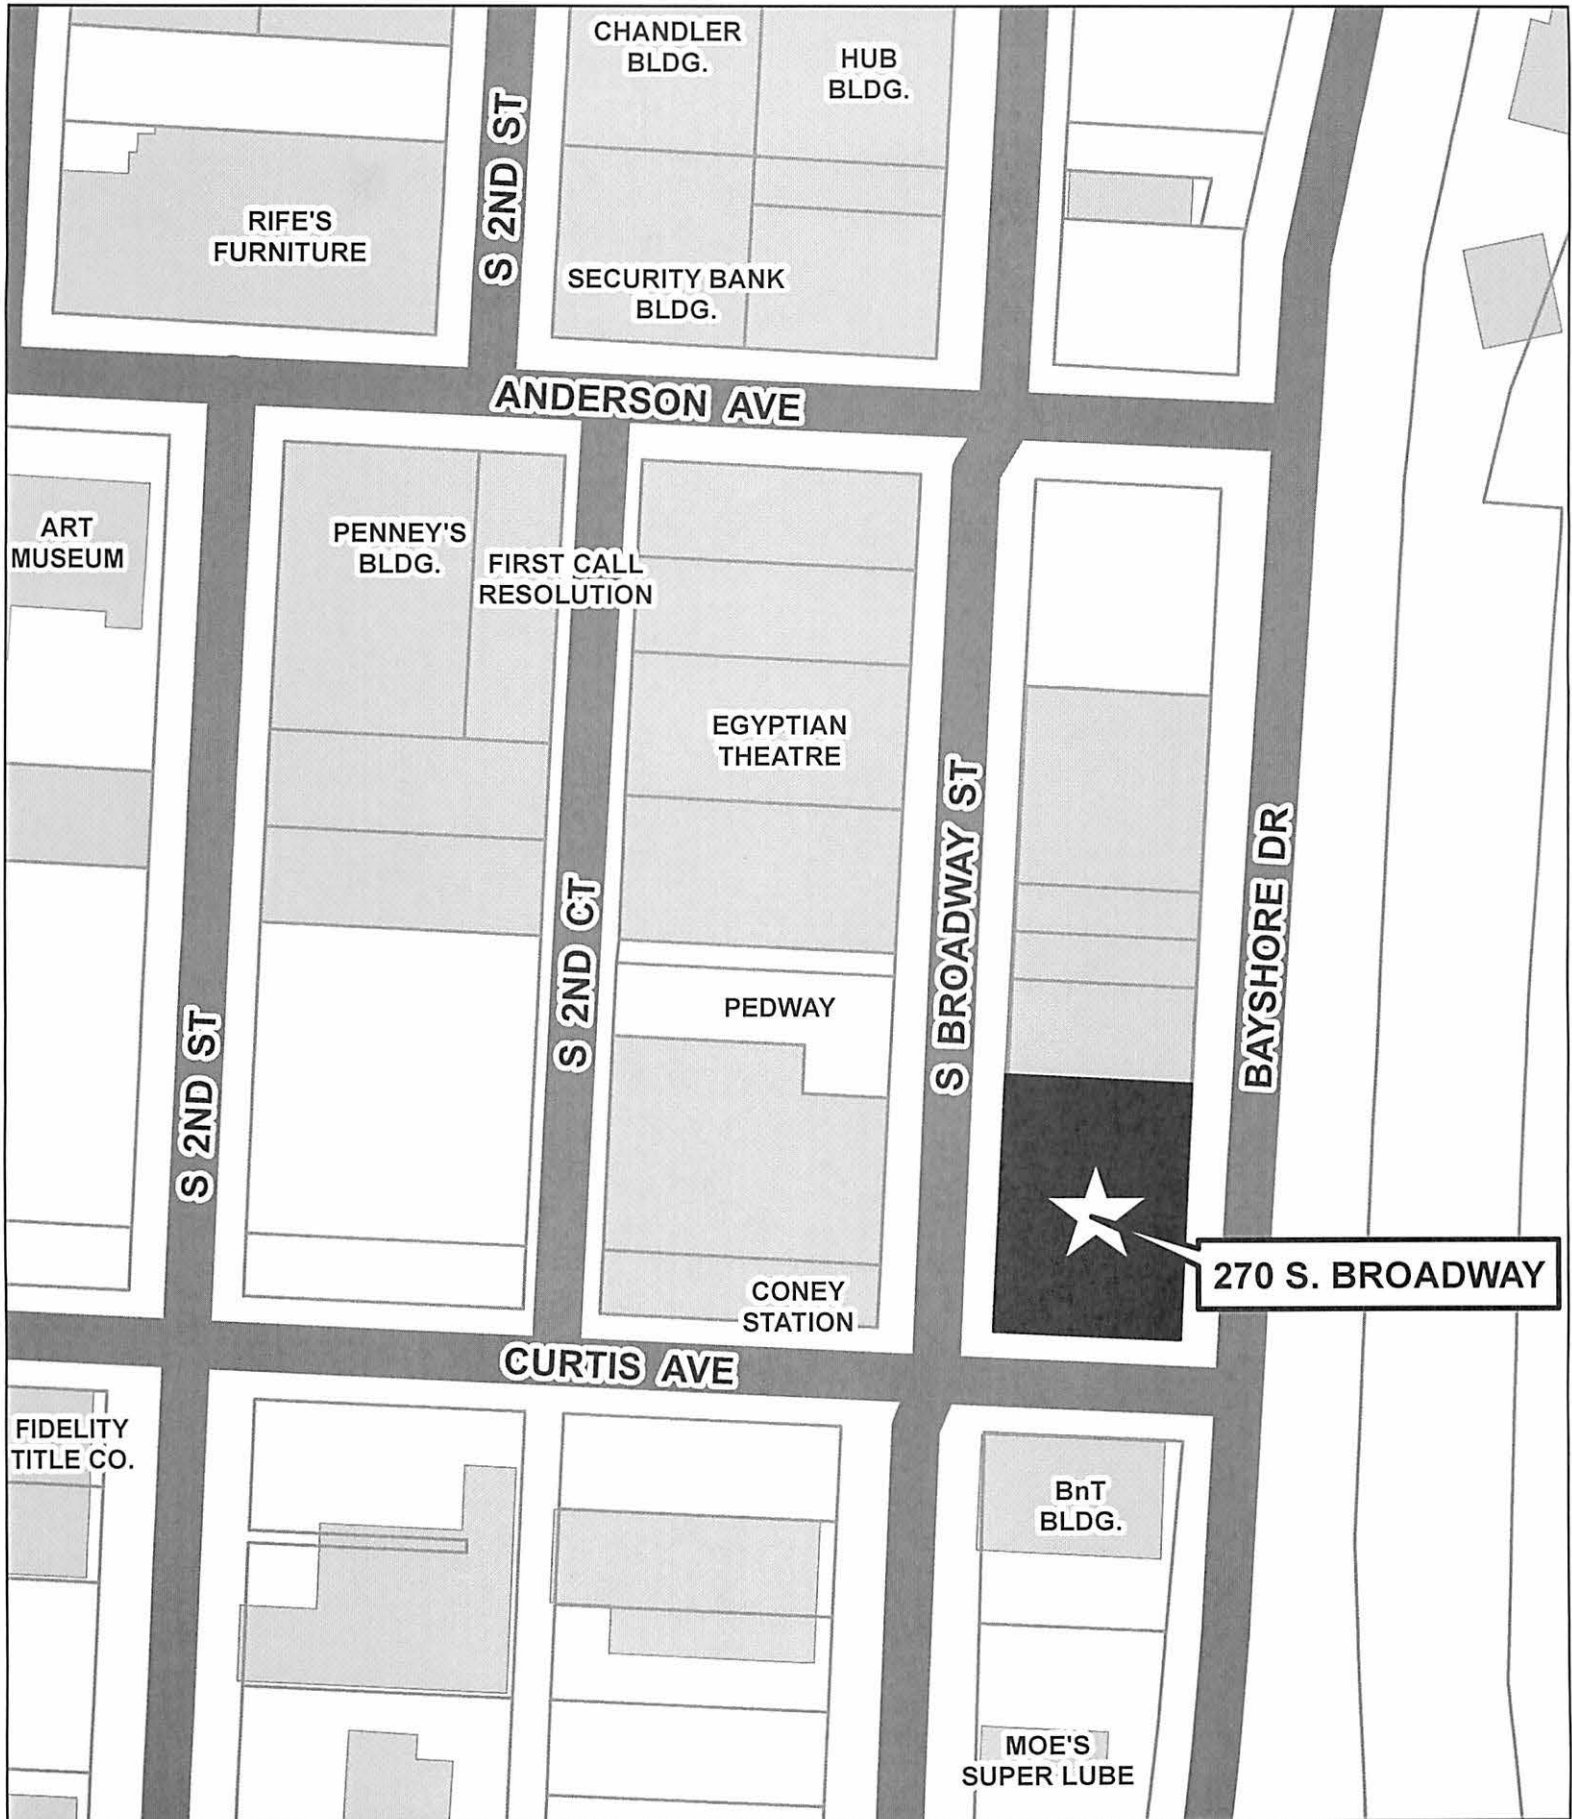 CHANDLER
BLDG.
HUB
BLDG.
S 2ND ST
RIFE'S
FURNITURE
SECURITY BANK
BLDG.
ANDERSON AVE
ART
MUSEUM
PENNEY'S
BLDG.
FIRST CALL
RESOLUTION
EGYPTIAN
THEATRE
S BROADWAY ST
BAYSHORE DR
S 2ND CT
PEDWAY
S 2ND ST
270 S. BROADWAY
CONEY
STATION
CURTIS AVE
FIDELITY
TITLE CO.
BnT
BLDG.
MOE'S
SUPER LUBE